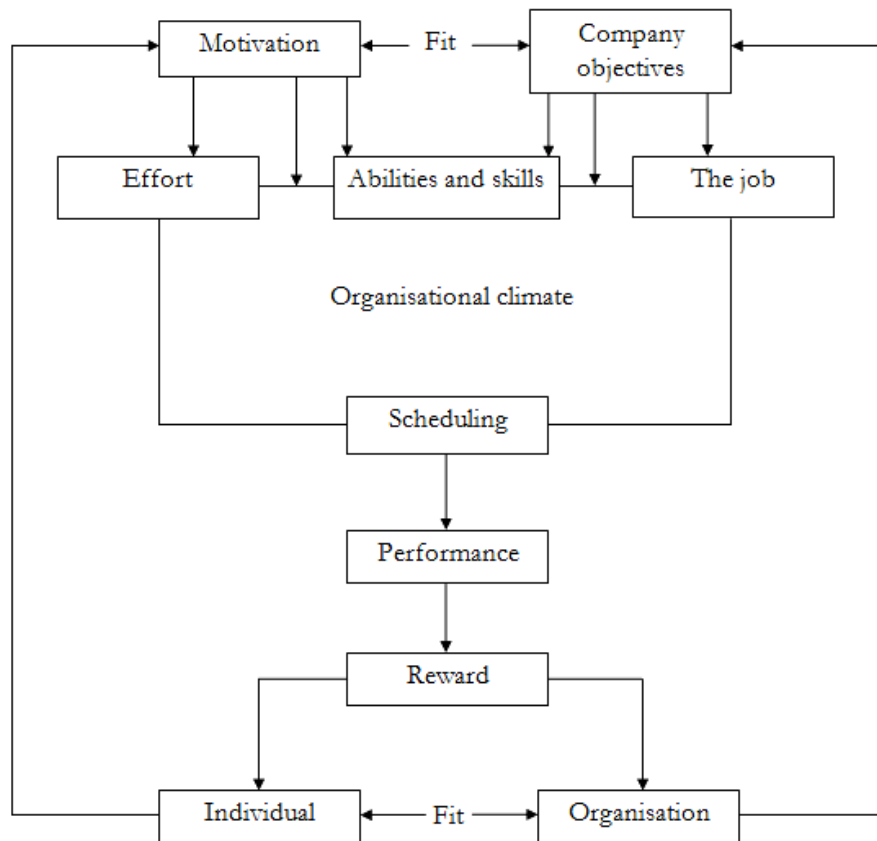 Motivation
Fit
Company
objectives
Effort
Abilities and skills
The job
Organisational climate
Scheduling
Performance
Reward
Individual
Fit
Organisation